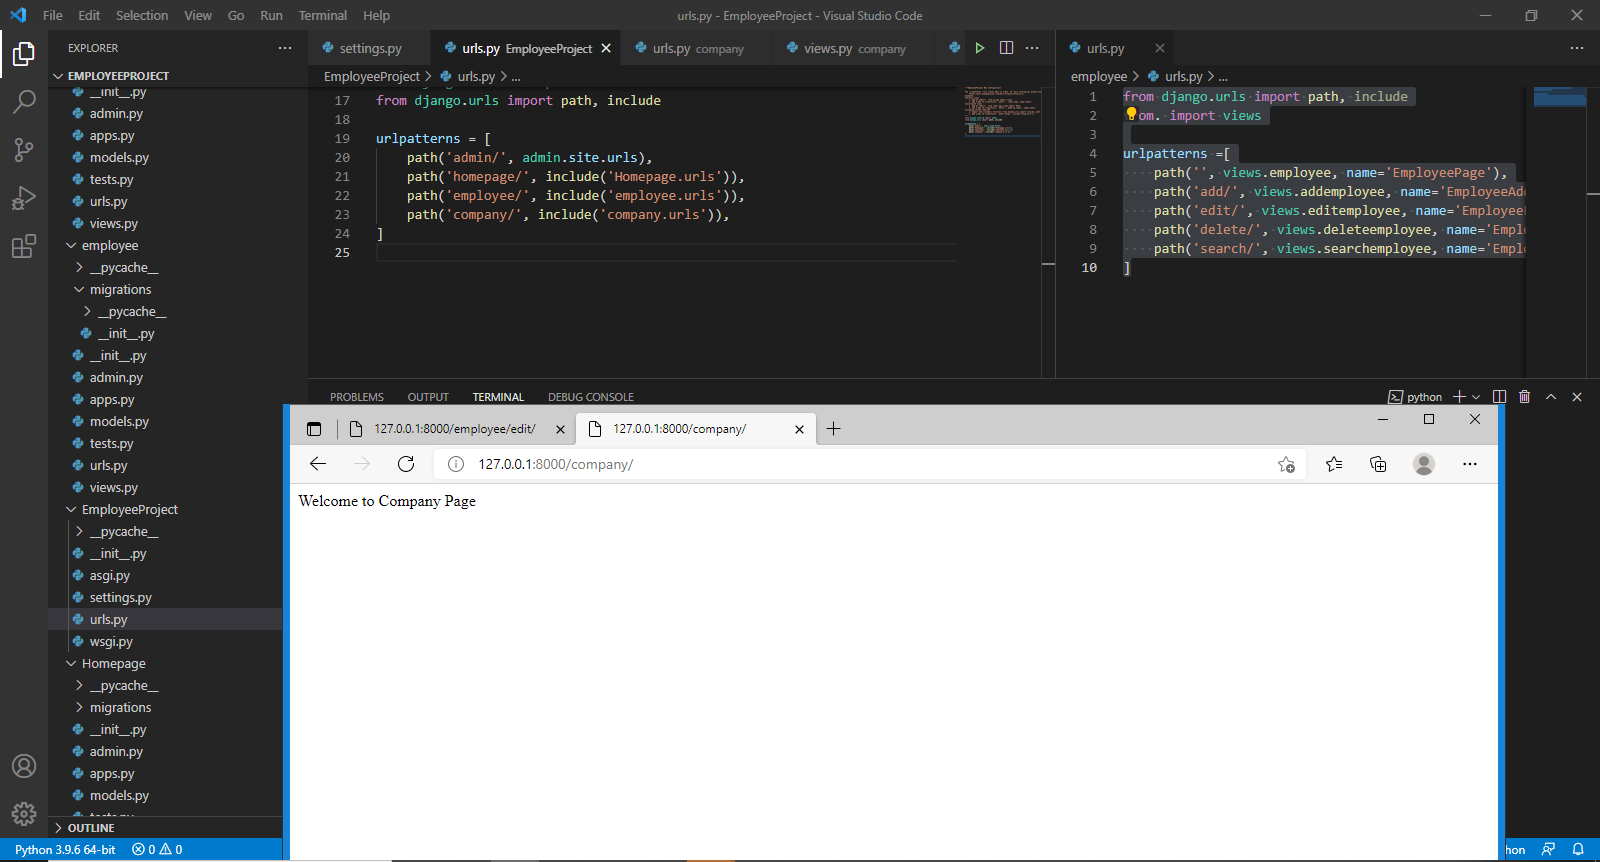 File Edit Selection View Go Run Terminal Help
urls.py - EmployeeProject - Visual Studio Code
EXPLORER
EMPLOYEEPROJECT
__init__.py
admin.py
apps.py
models.py
tests.py
urls.py
views.py
employee
__pycache__
migrations
__pycache__
__init__.py
__init__.py
admin.py
apps.py
models.py
tests.py
urls.py
views.py
EmployeeProject
__pycache__
__init__.py
asgi.py
settings.py
urls.py
wsgi.py
Homepage
__pycache__
migrations
__init__.py
admin.py
apps.py
models.py
tests.py
OUTLINE
settings.py
urls.py EmployeeProject
urls.py company
views.py company
EmployeeProject > urls.py > ...
17 from django.urls import path, include
18
19 urlpatterns = [
20 path('admin/', admin.site.urls),
21 path('homepage/', include('Homepage.urls')),
22 path('employee/', include('employee.urls')),
23 path('company/', include('company.urls')),
24 ]
25
urls.py
employee > urls.py > ...
1 from django.urls import path, include
2 om. import views
3
4 urlpatterns =[
5 path('', views.employee, name='EmployeePage'),
6 path('add/', views.addemployee, name='EmployeeAd
7 path('edit/', views.editemployee, name='Employee
8 path('delete/', views.deleteemployee, name='Empl
9 path('search/', views.searchemployee, name='Empl
10 ]
PROBLEMS OUTPUT TERMINAL DEBUG CONSOLE
python
127.0.0.1:8000/employee/edit/
127.0.0.1:8000/company/
127.0.0.1:8000/company/
Welcome to Company Page
Python 3.9.6 64-bit 0 0
hon